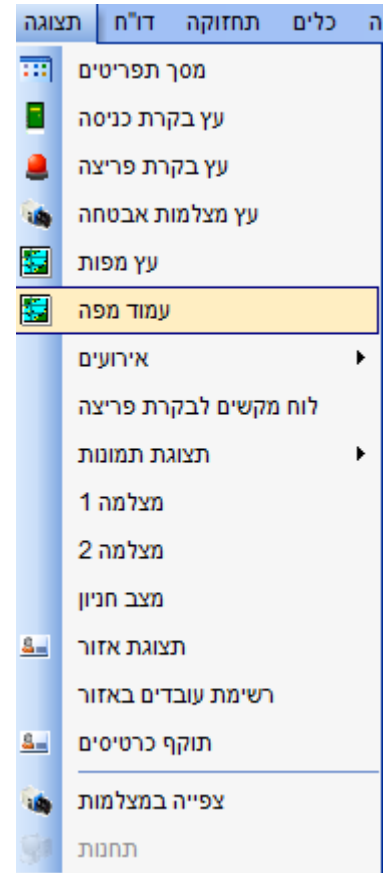 תצוגה דו"ח תחזוקה כלים ה
מסך תפריטים
עץ בקרת כניסה
עץ בקרת פריצה
עץ מצלמות אבטחה
עץ מפות
עמוד מפה
אירועים
לוח מקשים לבקרת פריצה
תצוגת תמונות
מצלמה 1
מצלמה 2
מצב חניון
תצוגת אזור
רשימת עובדים באזור
תוקף כרטיסים
צפייה במצלמות
תחנות